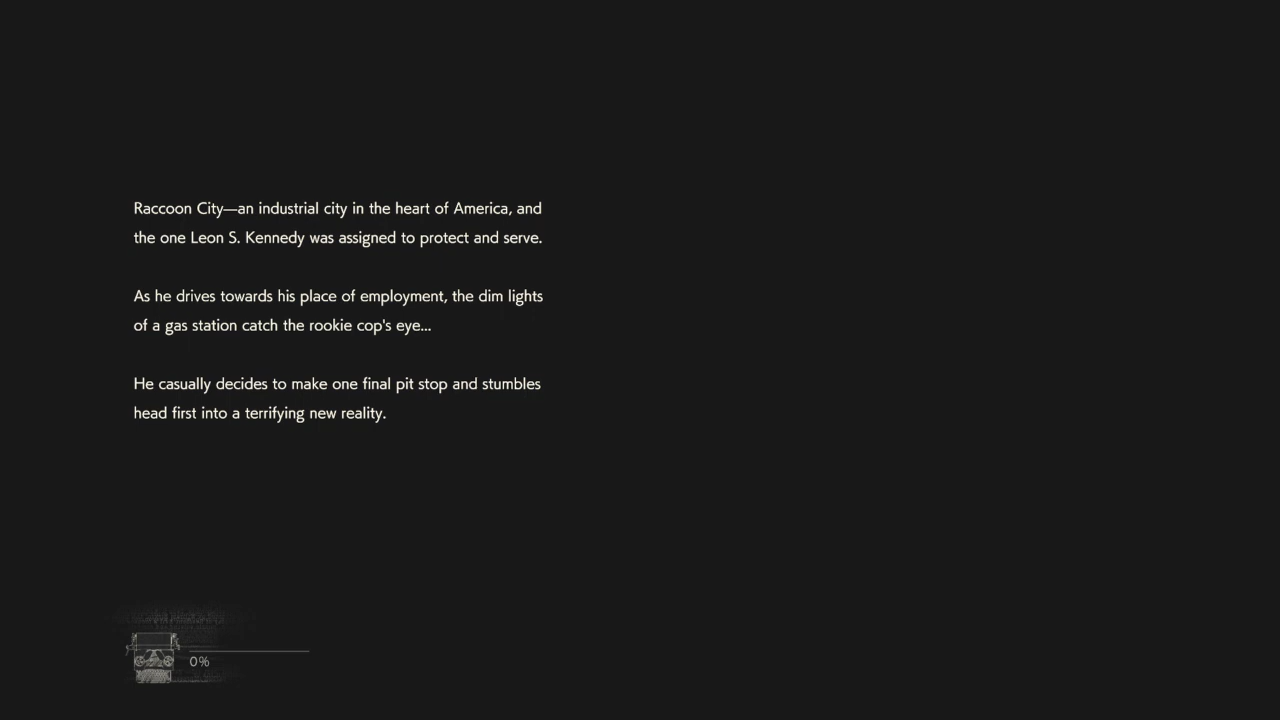 Raccoon City—an industrial city in the heart of America, and
the one Leon S. Kennedy was assigned to protect and serve.
As he drives towards his place of employment, the dim lights
of a gas station catch the rookie cop's eye...
He casually decides to make one final pit stop and stumbles
head first into a terrifying new reality.
0%